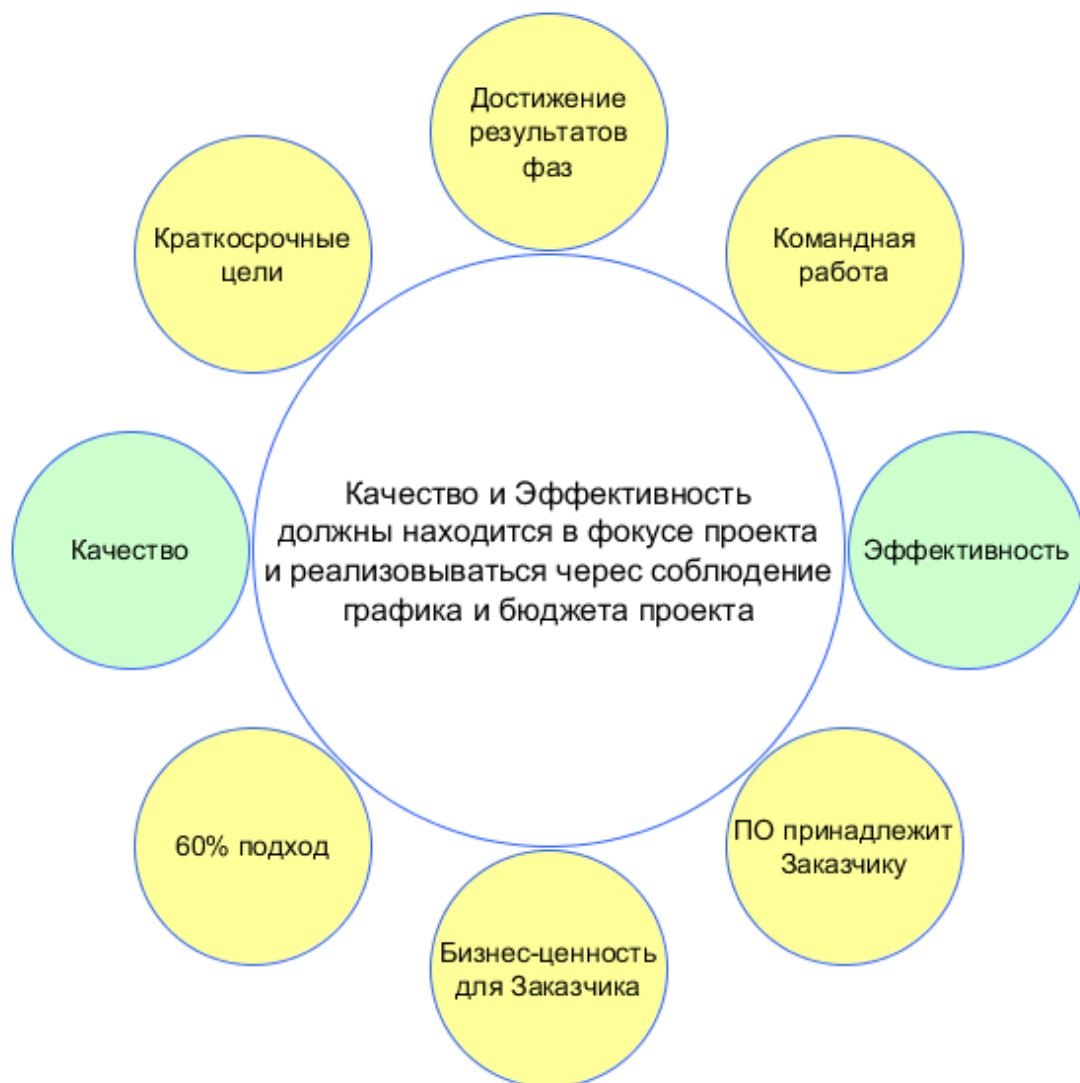 Достижение
результатов
фаз
Краткосрочные
цели
Командная
работа
Качество и Эффективность
должны находится в фокусе проекта
и реализовываться черес соблюдение
графика и бюджета проекта
Качество
Эффективность
60% подход
ПО принадлежит
Заказчику
Бизнес-ценность
для Заказчика